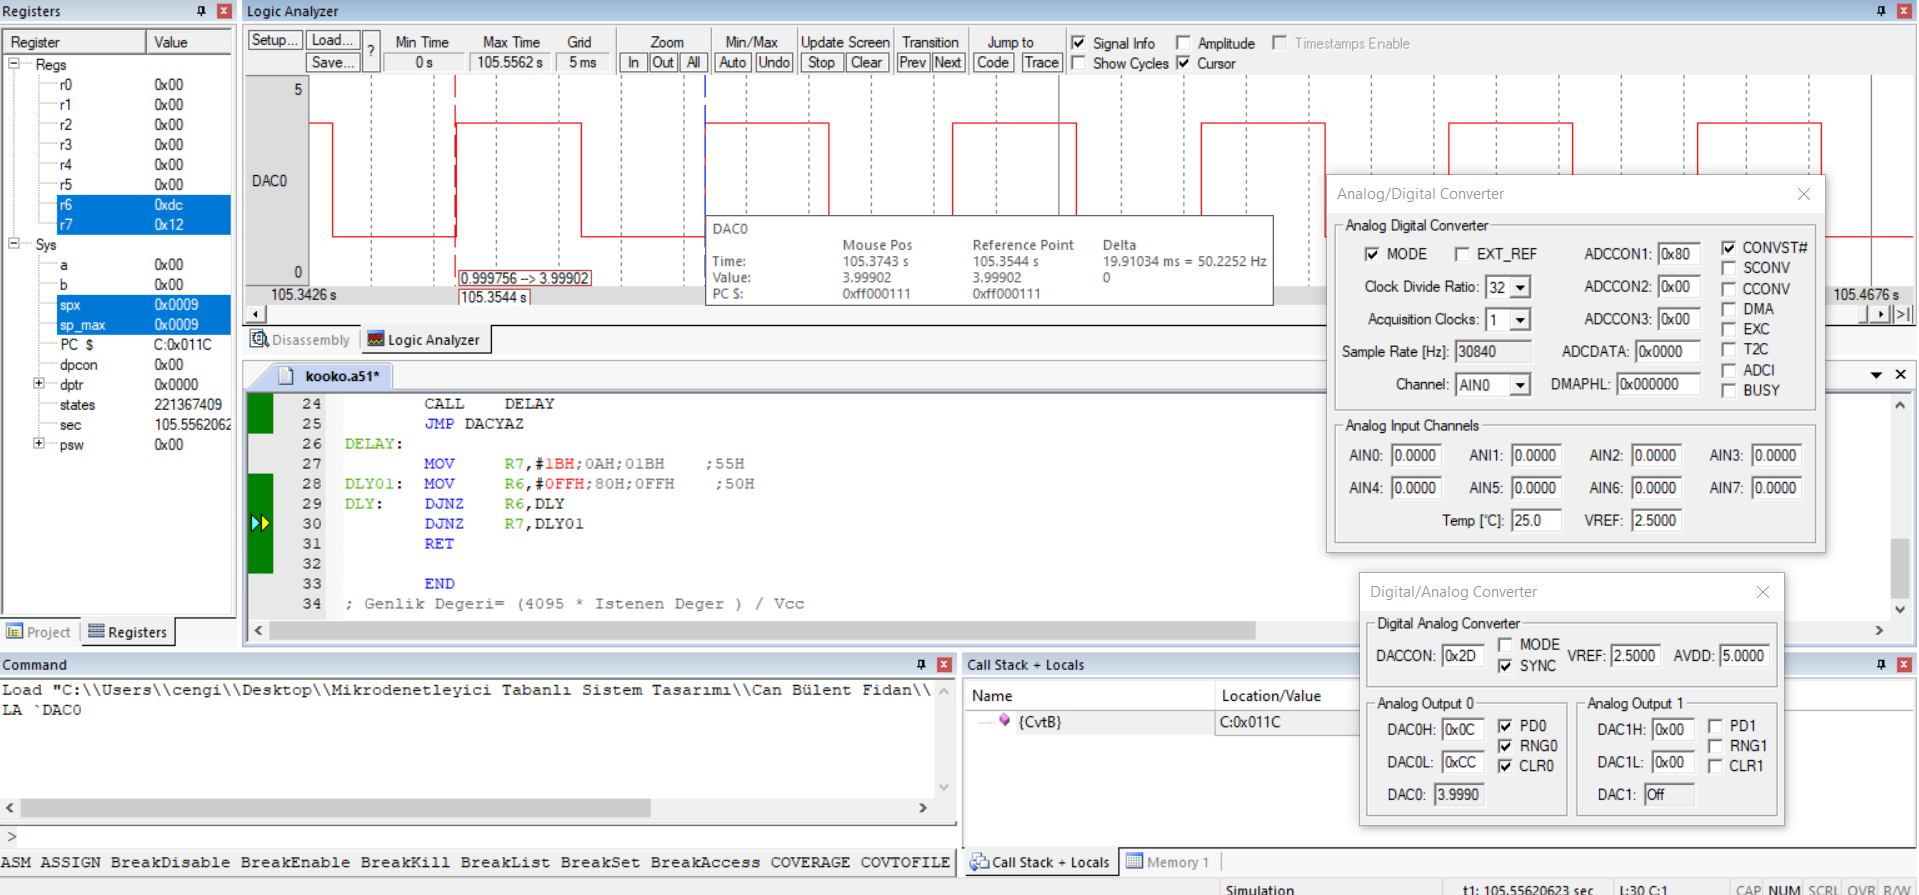 Registers
Register Value
Regs
r0 0x00
r1 0x00
r2 0x00
r3 0x00
r4 0x00
r5 0x00
r6 0xdc
r7 0x12
Sys
a 0x00
b 0x00
spx 0x0009
sp_max 0x0009
PC $ C:0x011C
dpcon 0x00
dptr 0x0000
states 221367409
sec 105.5562062
psw 0x00
Project Registers
Logic Analyzer
Setup... Load... ? Min Time Max Time Grid Zoom Min/Max Update Screen Transition Jump to Signal Info Amplitude Timestamps Enable
Save... 0 s 105.5562 s 5 ms In Out All Auto Undo Stop Clear Prev Next Code Trace Show Cycles Cursor
5
DAC0
0
0.999756 --> 3.99902
105.3426 s 105.3544 s 105.4676 s
DAC0
Mouse Pos Reference Point Delta
Time: 105.3743 s 105.3544 s 19.91034 ms = 50.2252 Hz
Value: 3.99902 3.99902 0
PC $: 0xff000111 0xff000111
Disassembly Logic Analyzer
kooko.a51*
24 CALL DELAY
25 JMP DACYAZ
26 DELAY:
27 MOV R7,#1BH;0AH;01BH ;55H
28 DLY01: MOV R6,#0FFH;80H;0FFH ;50H
29 DLY: DJNZ R6,DLY
30 DJNZ R7,DLY01
31 RET
32
33 END
34 ; Genlik Degeri= (4095 * Istenen Deger ) / Vcc
Analog/Digital Converter
Analog Digital Converter
MODE EXT_REF ADCCON1: 0x80 CONVST#
SCONV
Clock Divide Ratio: 32 ADCCON2: 0x00 CCONV
DMA
Acquisition Clocks: 1 ADCCON3: 0x00 EXC
Sample Rate [Hz]: 30840 ADCDATA: 0x0000 T2C
ADCI
Channel: AIN0 DMAPHL: 0x000000 BUSY
Analog Input Channels
AIN0: 0.0000 ANI1: 0.0000 AIN2: 0.0000 AIN3: 0.0000
AIN4: 0.0000 AIN5: 0.0000 AIN6: 0.0000 AIN7: 0.0000
Temp [°C]: 25.0 VREF: 2.5000
Digital/Analog Converter
Digital Analog Converter
DACCON: 0x2D MODE SYNC VREF: 2.5000 AVDD: 5.0000
Analog Output 0 Analog Output 1
DAC0H: 0x0C PD0 DAC1H: 0x00 PD1
RNG0 RNG1
DAC0L: 0xCC CLR0 DAC1L: 0x00 CLR1
DAC0: 3.9990 DAC1: Off
Command
Load "C:\\Users\\cengi\\Desktop\\Mikrodenetleyici Tabanlı Sistem Tasarımı\\Can Bülent Fidan\\
LA `DAC0
>
ASM ASSIGN BreakDisable BreakEnable BreakKill BreakList BreakSet BreakAccess COVERAGE COVTOFILE
Call Stack + Locals
Name Location/Value
{CvtB} C:0x011C
Call Stack + Locals Memory 1
Simulation t1: 105.55620623 sec L:30 C:1 CAP NUM SCRL OVR R/W